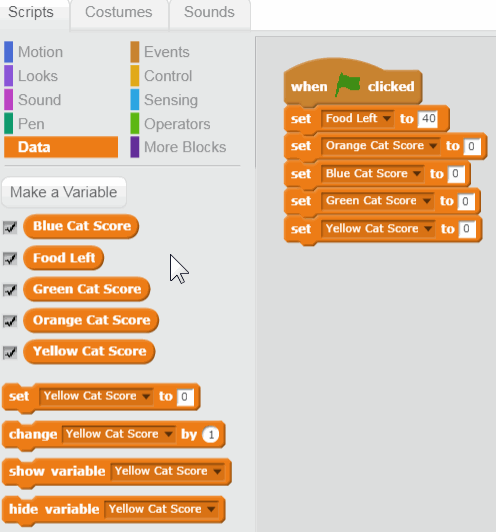 Scripts Costumes Sounds
Motion Events
Looks Control
Sound Sensing
Pen Operators
Data More Blocks
Make a Variable
Blue Cat Score
Food Left
Green Cat Score
Orange Cat Score
Yellow Cat Score
set Yellow Cat Score to 0
change Yellow Cat Score by 1
show variable Yellow Cat Score
hide variable Yellow Cat Score
when clicked
set Food Left to 40
set Orange Cat Score to 0
set Blue Cat Score to 0
set Green Cat Score to 0
set Yellow Cat Score to 0